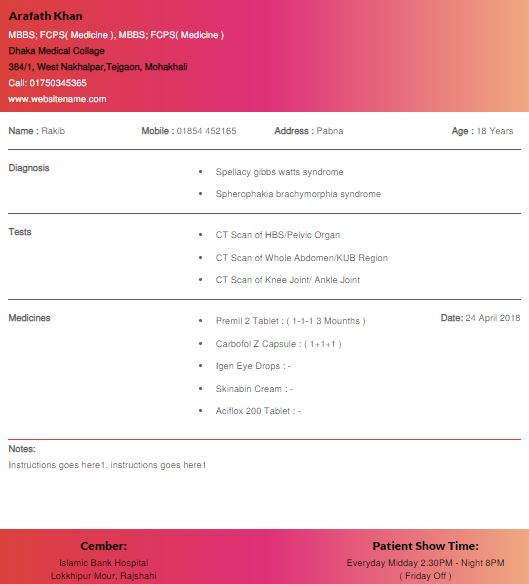 Arafath Khan
MBBS; FCPS( Medicine ), MBBS; FCPS( Medicine )
Dhaka Medical Collage
384/1, West Nakhalpar,Tejgaon, Mohakhali
Call: 01750345365
www.websitename.com
Name : Rakib Mobile : 01854 452165 Address : Pabna Age : 18 Years
Diagnosis
• Spellacy gibbs watts syndrome
• Spherophakia brachymorphia syndrome
Tests
• CT Scan of HBS/Pelvic Organ
• CT Scan of Whole Abdomen/KUB Region
• CT Scan of Knee Joint/ Ankle Joint
Medicines Date: 24 April 2018
• Premil 2 Tablet : ( 1-1-1 3 Mounths )
• Carbofol Z Capsule : ( 1+1+1 )
• Igen Eye Drops : -
• Skinabin Cream : -
• Aciflox 200 Tablet : -
Notes:
Instructions goes here1, instructions goes here1
Cember:
Islamic Bank Hospital
Lokkhipur Mour, Rajshahi
Patient Show Time:
Everyday Midday 2.30PM - Night 8PM
( Friday Off )